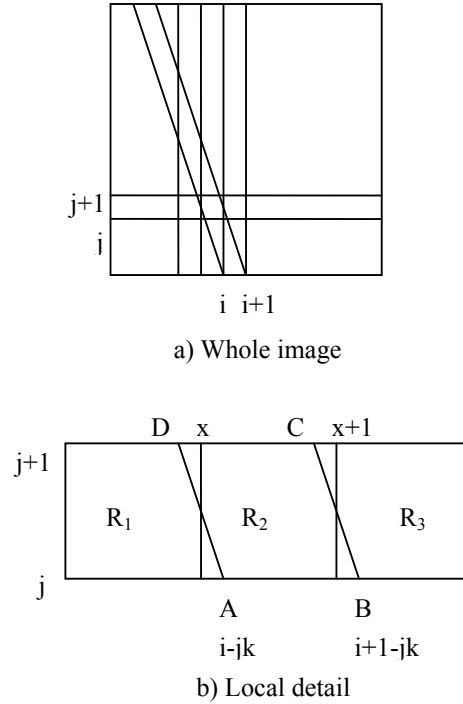 j+1
j
i i+1
a) Whole image
D x C x+1
j+1
R₁ R₂ R₃
j
A B
i-jk i+1-jk
b) Local detail